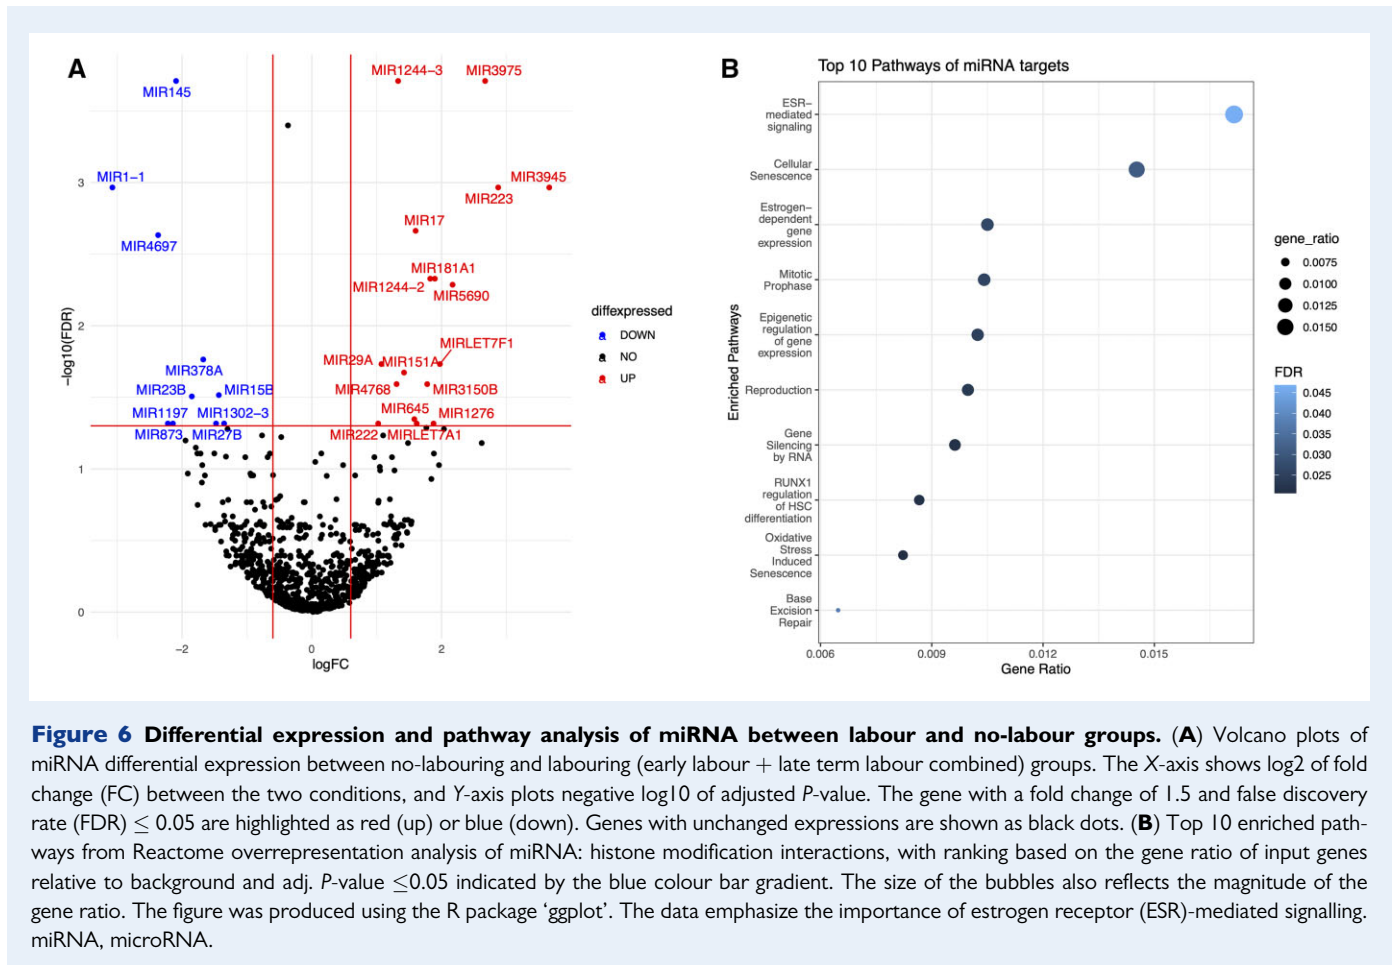 A
MIR145
MIR1244−3
MIR3975
MIR1−1
MIR3945
MIR223
MIR17
MIR4697
MIR181A1
MIR1244−2
MIR5690
MIRLET7F1
MIR29A
MIR151A
MIR378A
MIR4768
MIR3150B
MIR23B
MIR15B
MIR645
MIR1276
MIR1197
MIR1302−3
MIR873
MIR27B
MIR222
MIRLET7A1
3
2
1
0
−log10(FDR)
−2
0
2
logFC
diffexpressed
DOWN
NO
UP
B
Top 10 Pathways of miRNA targets
ESR−
mediated
signaling
Cellular
Senescence
Estrogen−
dependent
gene
expression
Mitotic
Prophase
Epigenetic
regulation
of gene
expression
Reproduction
Gene
Silencing
by RNA
RUNX1
regulation
of HSC
differentiation
Oxidative
Stress
Induced
Senescence
Base
Excision
Repair
Enriched Pathways
0.006
0.009
0.012
0.015
Gene Ratio
gene_ratio
0.0075
0.0100
0.0125
0.0150
FDR
0.045
0.040
0.035
0.030
0.025
Figure 6 Differential expression and pathway analysis of miRNA between labour and no-labour groups. (A) Volcano plots of
miRNA differential expression between no-labouring and labouring (early labour + late term labour combined) groups. The X-axis shows log2 of fold
change (FC) between the two conditions, and Y-axis plots negative log10 of adjusted P-value. The gene with a fold change of 1.5 and false discovery
rate (FDR) ≤ 0.05 are highlighted as red (up) or blue (down). Genes with unchanged expressions are shown as black dots. (B) Top 10 enriched path-
ways from Reactome overrepresentation analysis of miRNA: histone modification interactions, with ranking based on the gene ratio of input genes
relative to background and adj. P-value ≤0.05 indicated by the blue colour bar gradient. The size of the bubbles also reflects the magnitude of the
gene ratio. The figure was produced using the R package ‘ggplot’. The data emphasize the importance of estrogen receptor (ESR)-mediated signalling.
miRNA, microRNA.